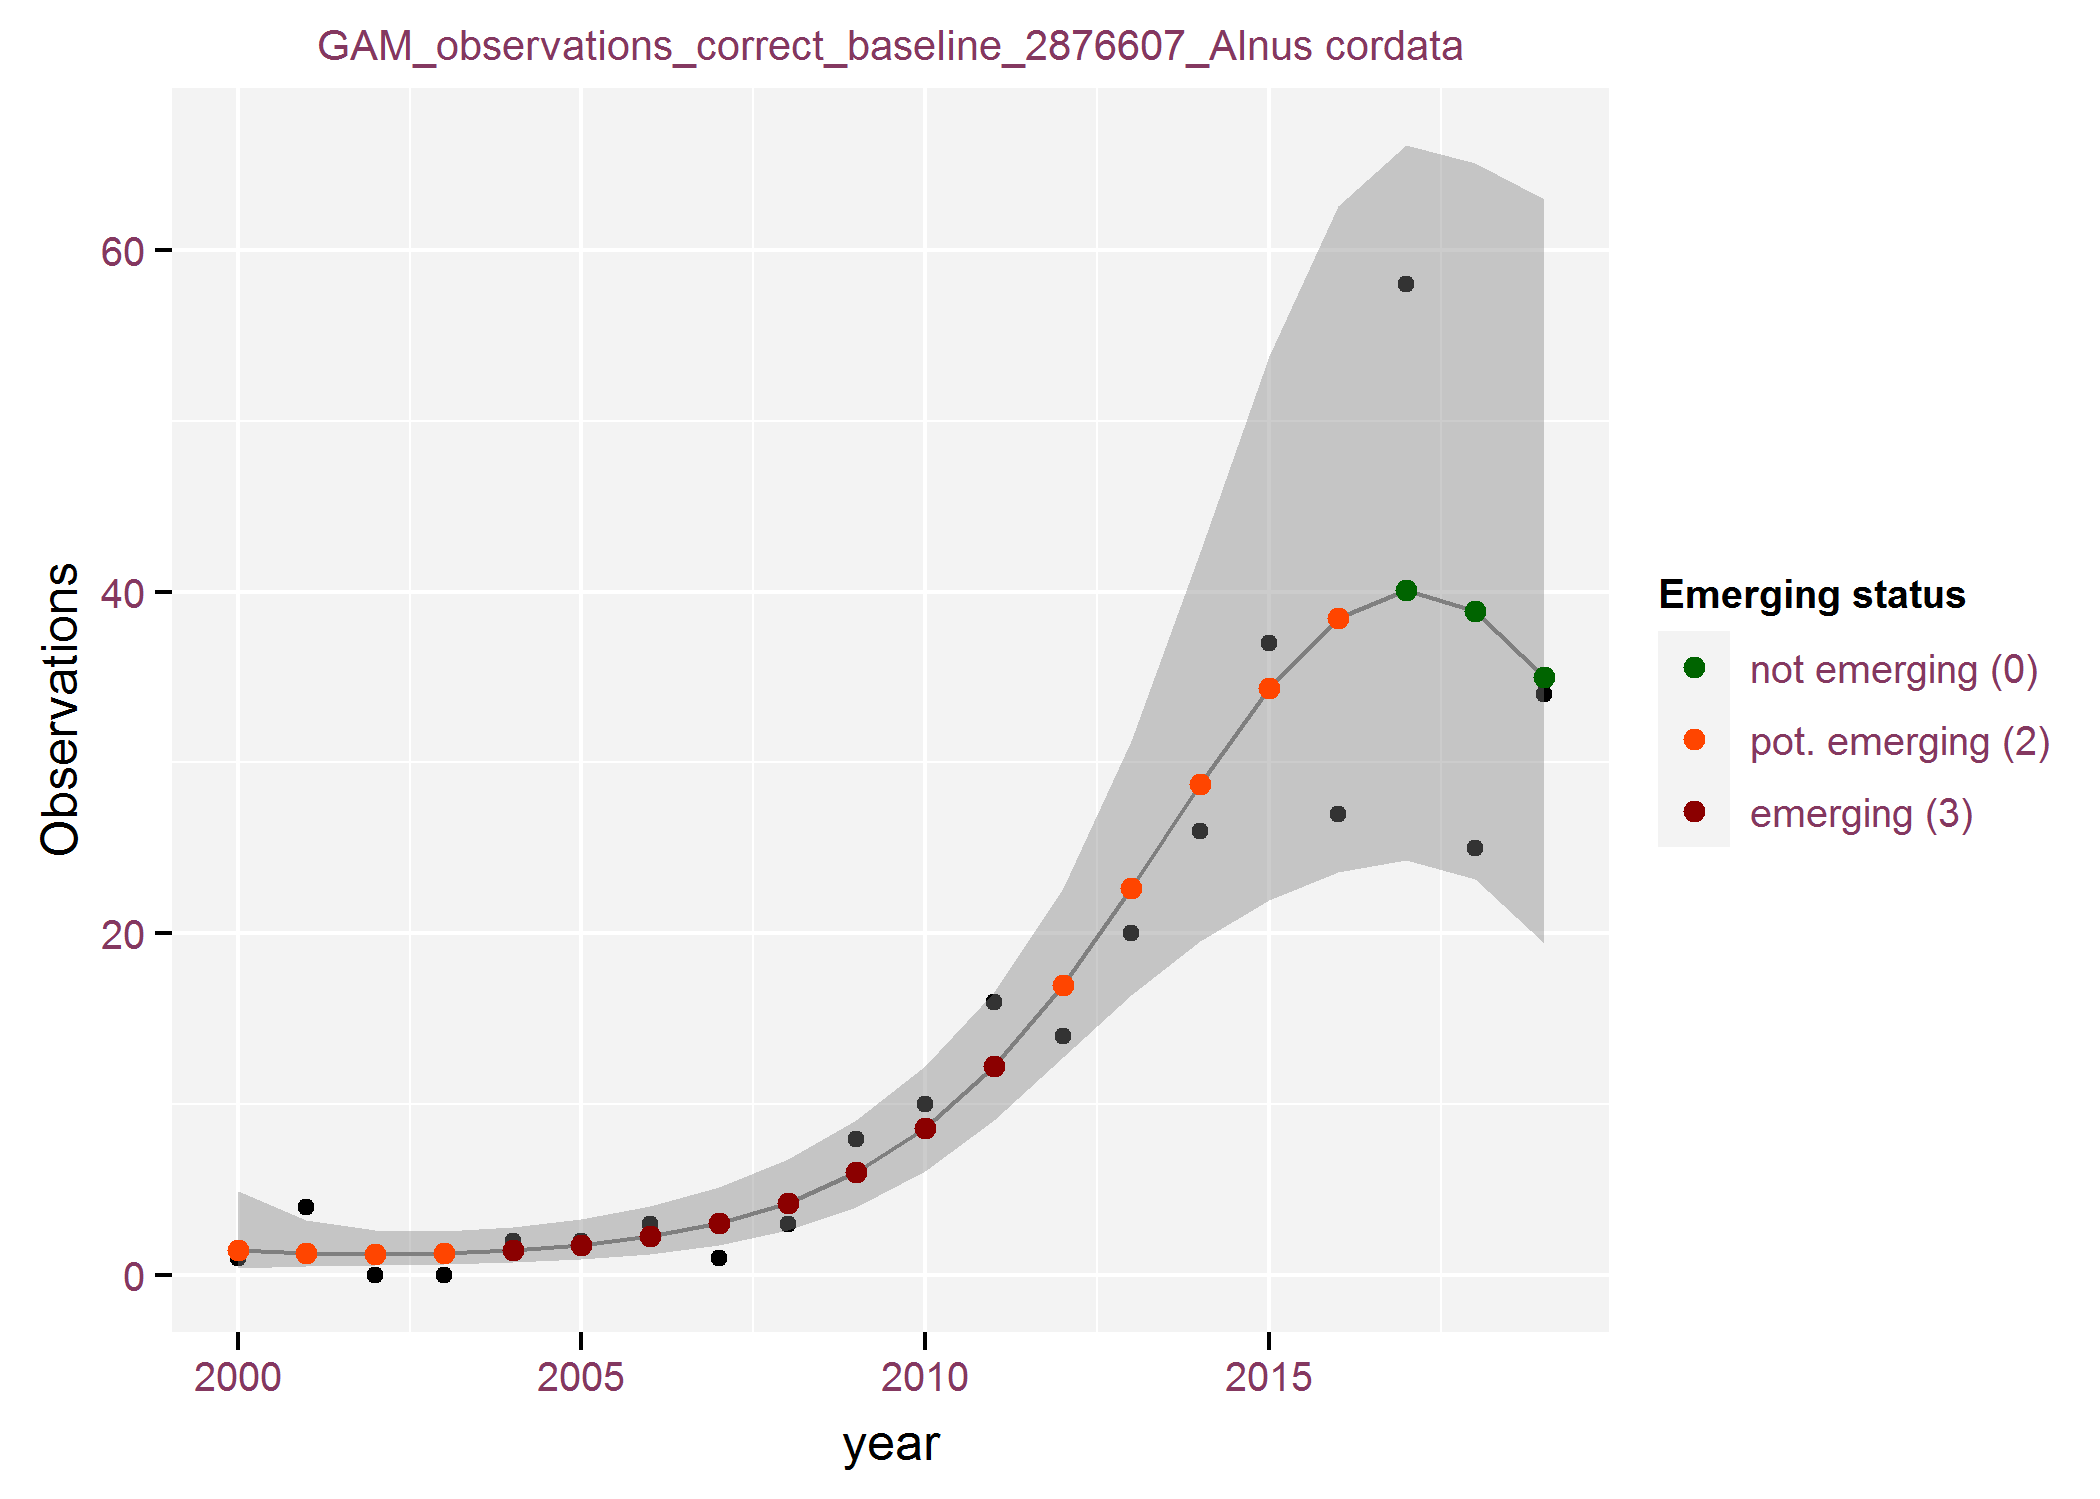 GAM_observations_correct_baseline_2876607_Alnus cordata
Observations
60
40
20
0
2000 2005 2010 2015
year
Emerging status
not emerging (0)
pot. emerging (2)
emerging (3)